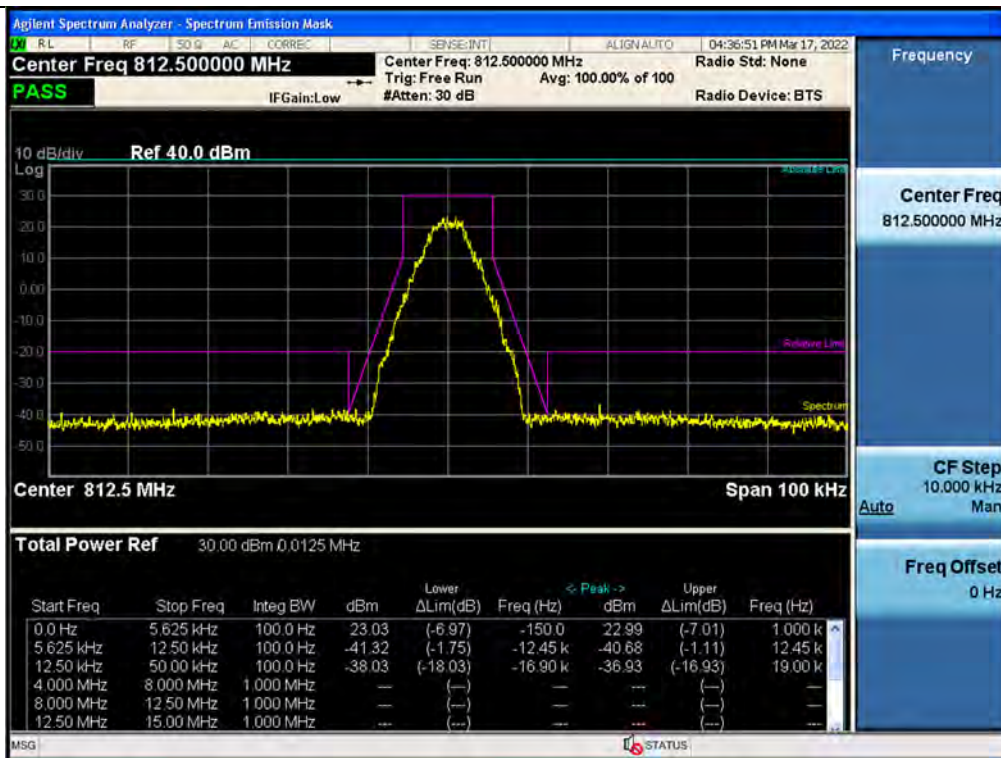 Agilent Spectrum Analyzer - Spectrum Emission Mask
LXI RL RF 50 Ω AC CORREC SENSE:INT ALIGN AUTO 04:36:51 PM Mar 17, 2022
Center Freq 812.500000 MHz
Center Freq: 812.500000 MHz
Radio Std: None
Trig: Free Run Avg: 100.00% of 100
PASS
IFGain:Low
#Atten: 30 dB
Radio Device: BTS
10 dB/div Ref 40.0 dBm
Log
Absolute Limit
30.0
20.0
10.0
0.00
-10.0
-20.0
Relative Limit
-30.0
-40.0
Spectrum
-50.0
Center 812.5 MHz Span 100 kHz
Total Power Ref 30.00 dBm / 0.0125 MHz
Lower <- Peak -> Upper
Start Freq Stop Freq Integ BW dBm ΔLim(dB) Freq (Hz) dBm ΔLim(dB) Freq (Hz)
0.0 Hz 5.625 kHz 100.0 Hz 23.03 (-6.97) -150.0 22.99 (-7.01) 1.000 k
5.625 kHz 12.50 kHz 100.0 Hz -41.32 (-1.75) -12.45 k -40.68 (-1.11) 12.45 k
12.50 kHz 50.00 kHz 100.0 Hz -38.03 (-18.03) -16.90 k -36.93 (-16.93) 19.00 k
4.000 MHz 8.000 MHz 1.000 MHz --- (---) --- --- (---) ---
8.000 MHz 12.50 MHz 1.000 MHz --- (---) --- --- (---) ---
12.50 MHz 15.00 MHz 1.000 MHz --- (---) --- --- (---) ---
MSG STATUS
Frequency
Center Freq
812.500000 MHz
CF Step
10.000 kHz
Auto Man
Freq Offset
0 Hz